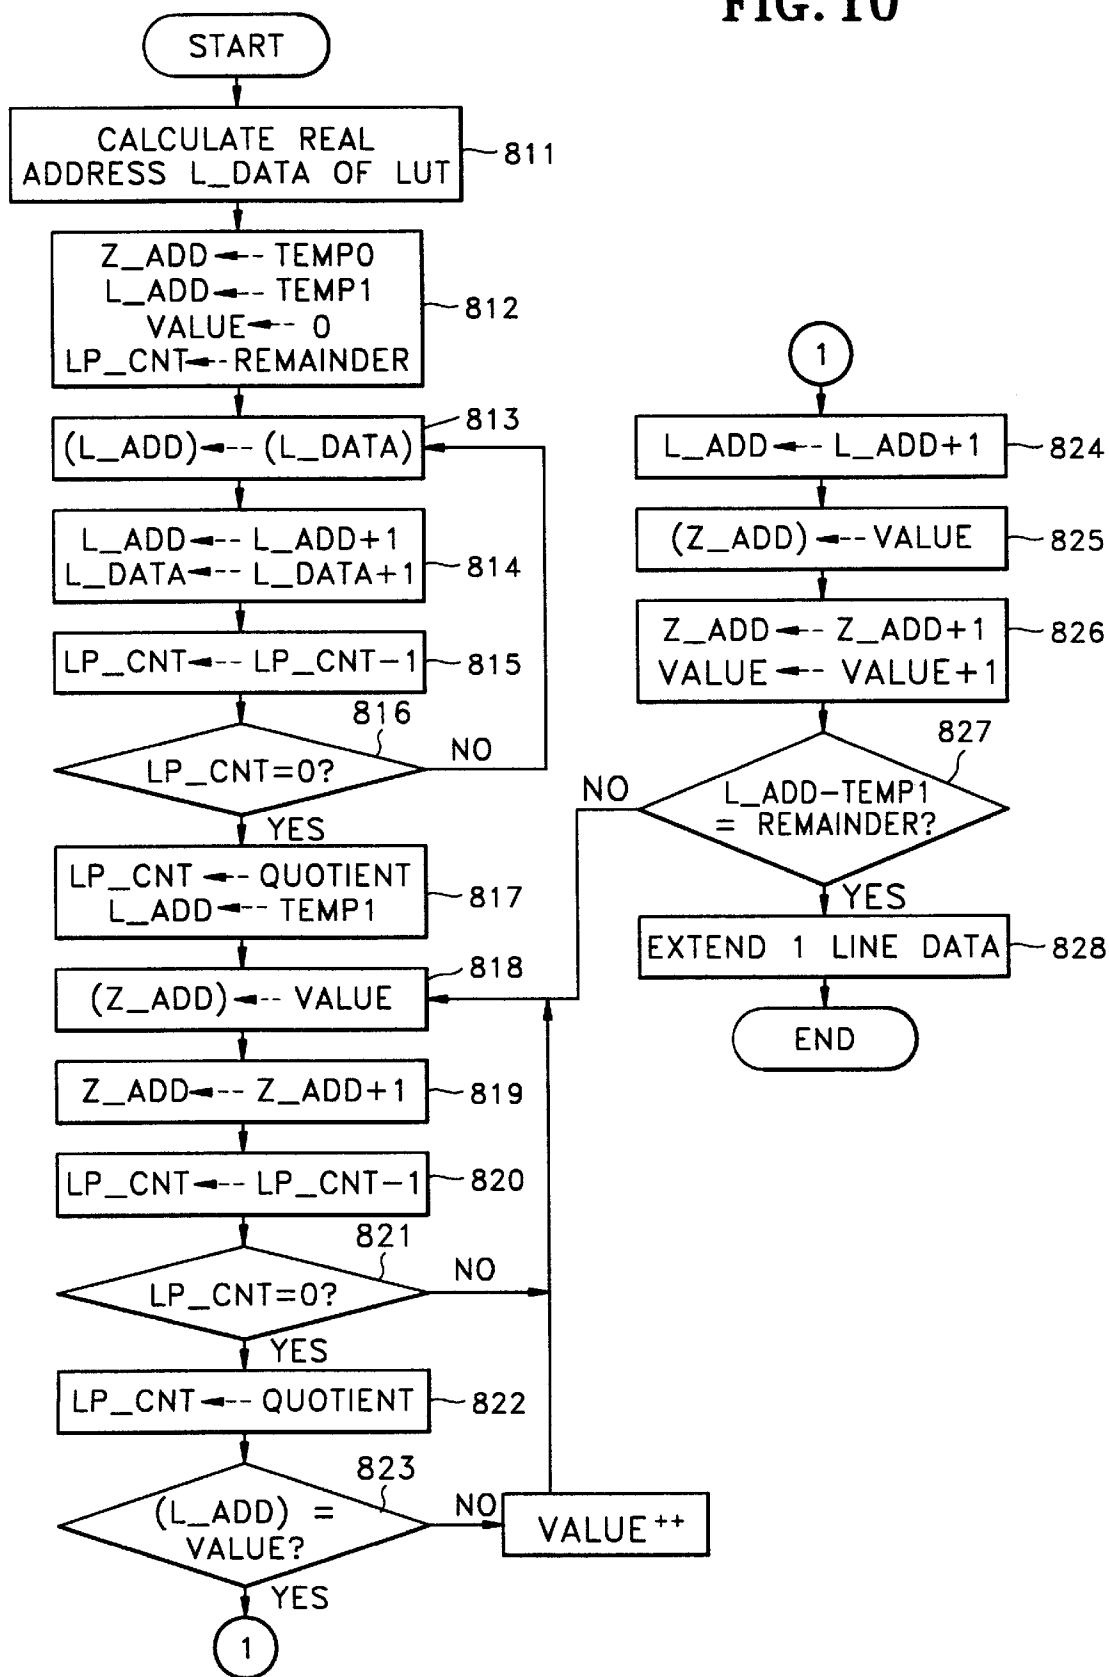 FIG. 10
START
CALCULATE REAL
ADDRESS L_DATA OF LUT
811
Z_ADD ◄-- TEMP0
L_ADD ◄-- TEMP1
VALUE ◄-- 0
LP_CNT ◄-- REMAINDER
812
(L_ADD) ◄-- (L_DATA)
813
L_ADD ◄-- L_ADD+1
L_DATA ◄-- L_DATA+1
814
LP_CNT ◄-- LP_CNT-1
815
816
LP_CNT=0?
NO
YES
LP_CNT ◄-- QUOTIENT
L_ADD ◄-- TEMP1
817
818
(Z_ADD) ◄-- VALUE
Z_ADD ◄-- Z_ADD+1
819
LP_CNT ◄-- LP_CNT-1
820
821
LP_CNT=0?
NO
YES
LP_CNT ◄-- QUOTIENT
822
823
(L_ADD) =
VALUE?
NO
VALUE++
YES
1
1
L_ADD ◄-- L_ADD+1
824
(Z_ADD) ◄-- VALUE
825
Z_ADD ◄-- Z_ADD+1
VALUE ◄-- VALUE+1
826
827
L_ADD-TEMP1
= REMAINDER?
NO
YES
EXTEND 1 LINE DATA
828
END